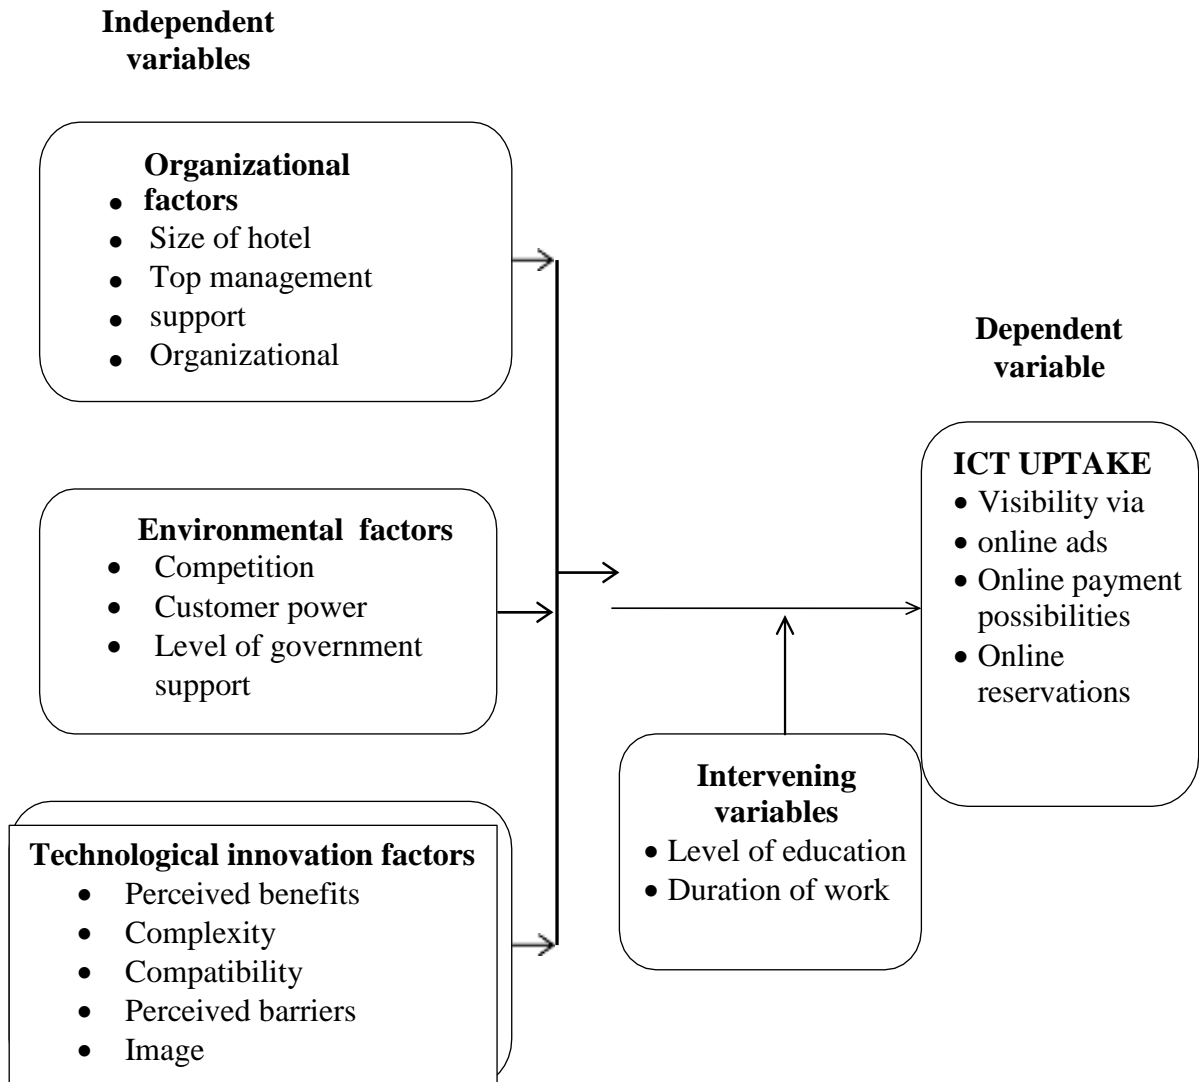 Independent
variables
Organizational
• factors
• Size of hotel
• Top management
• support
• Organizational
Environmental factors
• Competition
• Customer power
• Level of government
support
Technological innovation factors
• Perceived benefits
• Complexity
• Compatibility
• Perceived barriers
• Image
Intervening
variables
• Level of education
• Duration of work
Dependent
variable
ICT UPTAKE
• Visibility via
• online ads
• Online payment
possibilities
• Online
reservations